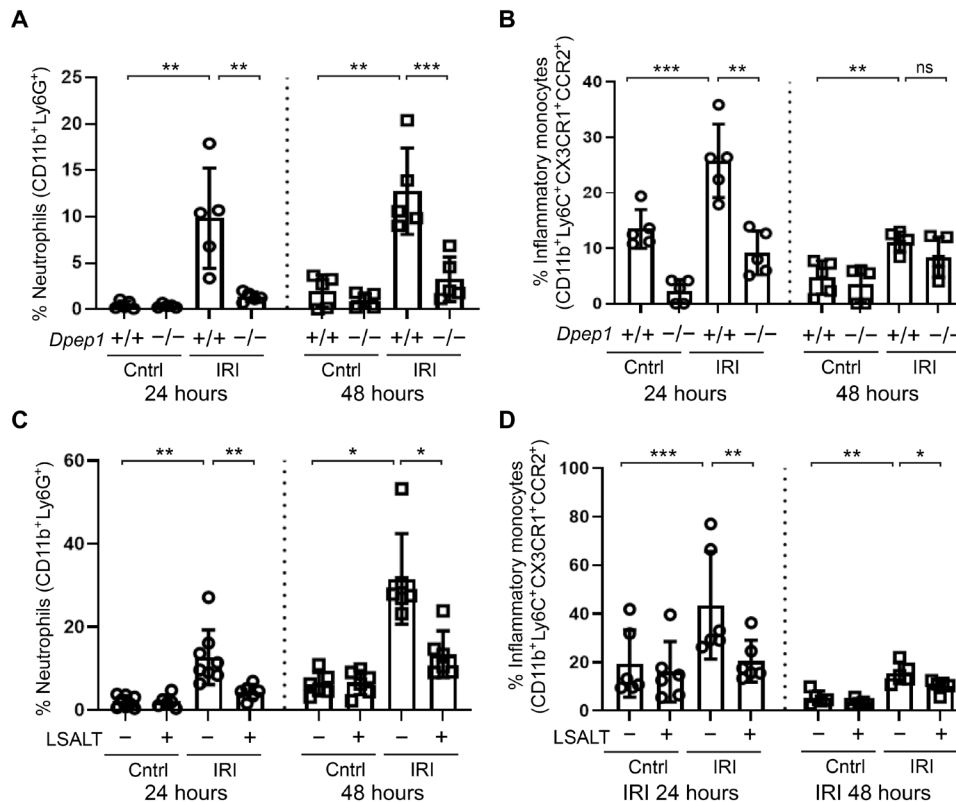 A
% Neutrophils (CD11b⁺Ly6G⁺)
25
20
15
10
5
0
** ** ** ***
Dpep1 +/+ −/− +/+ −/− +/+ −/− +/+ −/−
Cntrl IRI Cntrl IRI
24 hours 48 hours
B
% Inflammatory monocytes
(CD11b⁺Ly6C⁺CX3CR1⁺CCR2⁺)
40
30
20
10
0
*** ** ** ns
Dpep1 +/+ −/− +/+ −/− +/+ −/− +/+ −/−
Cntrl IRI Cntrl IRI
24 hours 48 hours
C
% Neutrophils (CD11b⁺Ly6G⁺)
60
40
20
0
** ** * *
LSALT − + − + − + − +
Cntrl IRI Cntrl IRI
24 hours 48 hours
D
% Inflammatory monocytes
(CD11b⁺Ly6C⁺CX3CR1⁺CCR2⁺)
100
80
60
40
20
0
*** ** ** *
LSALT − + − + − + − +
Cntrl IRI Cntrl IRI
IRI 24 hours IRI 48 hours